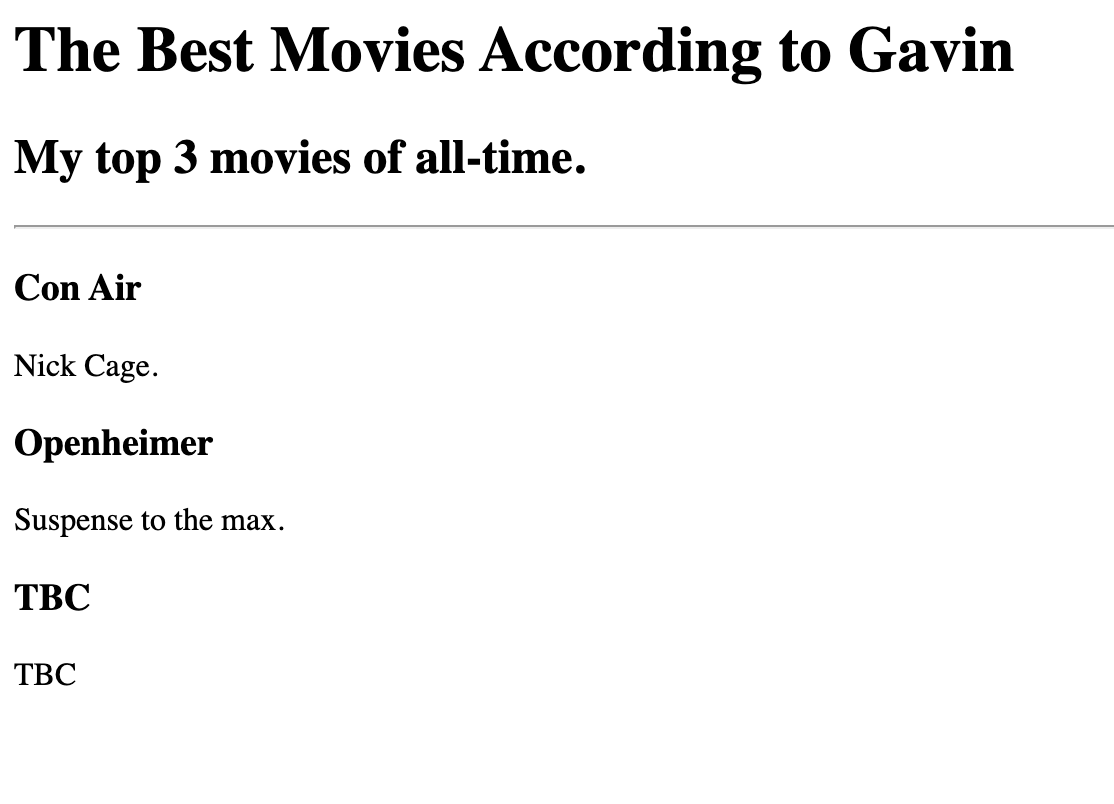 The Best Movies According to Gavin
My top 3 movies of all-time.
Con Air
Nick Cage.
Openheimer
Suspense to the max.
TBC
TBC